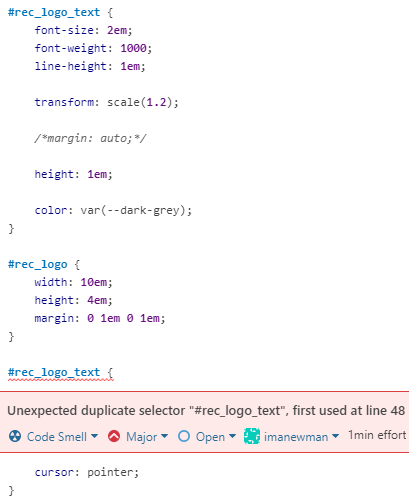 #rec_logo_text {
font-size: 2em;
font-weight: 1000;
line-height: 1em;
transform: scale(1.2);
/*margin: auto;*/
height: 1em;
color: var(--dark-grey);
}
#rec_logo {
width: 10em;
height: 4em;
margin: 0 1em 0 1em;
}
#rec_logo_text {
Unexpected duplicate selector "#rec_logo_text", first used at line 48
Code Smell Major Open imanewman 1min effort
cursor: pointer;
}